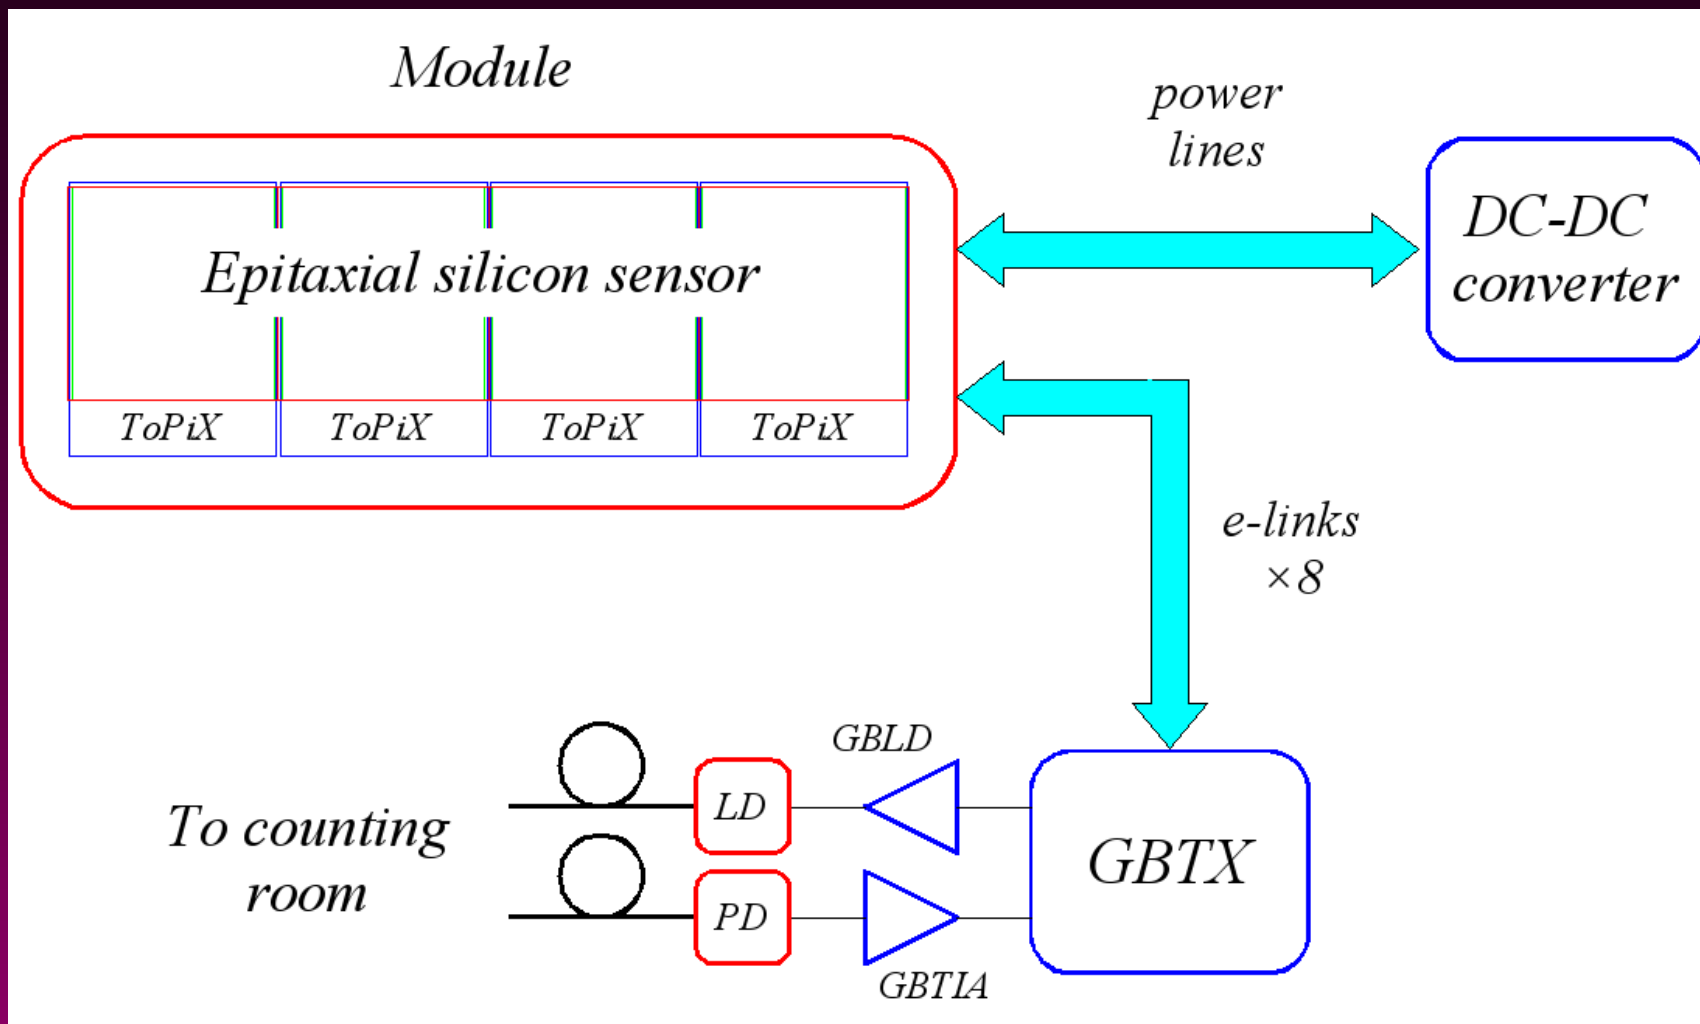 Module
power
lines
DC-DC
converter
Epitaxial silicon sensor
ToPiX ToPiX ToPiX ToPiX
e-links
×8
GBLD
LD
To counting
room
GBTX
PD
GBTIA